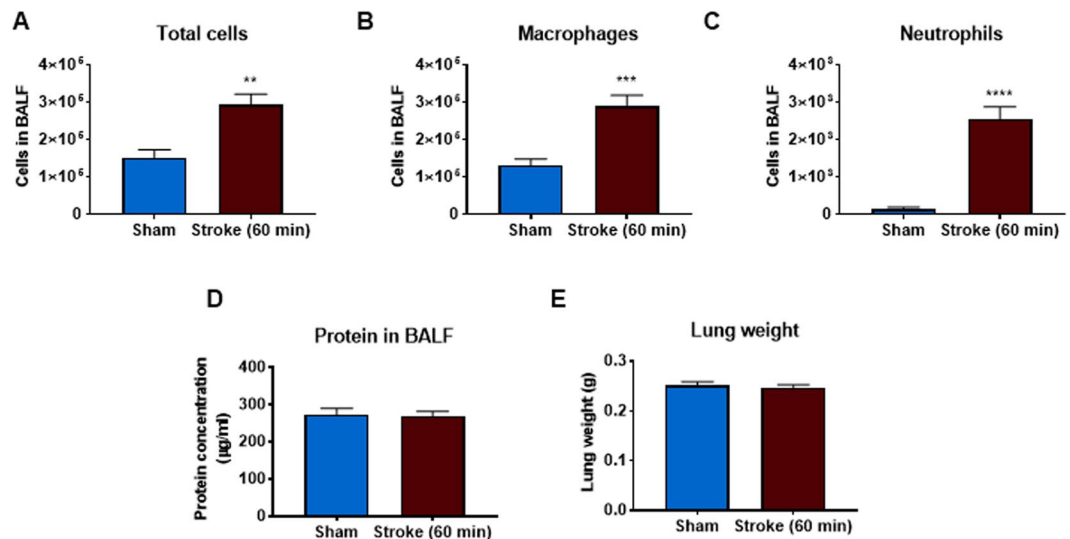 A
Total cells
Cells in BALF
4×10⁶
3×10⁶
2×10⁶
1×10⁶
0
**
Sham
Stroke (60 min)
B
Macrophages
Cells in BALF
4×10⁶
3×10⁶
2×10⁶
1×10⁶
0
***
Sham
Stroke (60 min)
C
Neutrophils
Cells in BALF
4×10³
3×10³
2×10³
1×10³
0
****
Sham
Stroke (60 min)
D
Protein in BALF
Protein concentration
(µg/ml)
400
300
200
100
0
Sham
Stroke (60 min)
E
Lung weight
Lung weight (g)
0.3
0.2
0.1
0.0
Sham
Stroke (60 min)